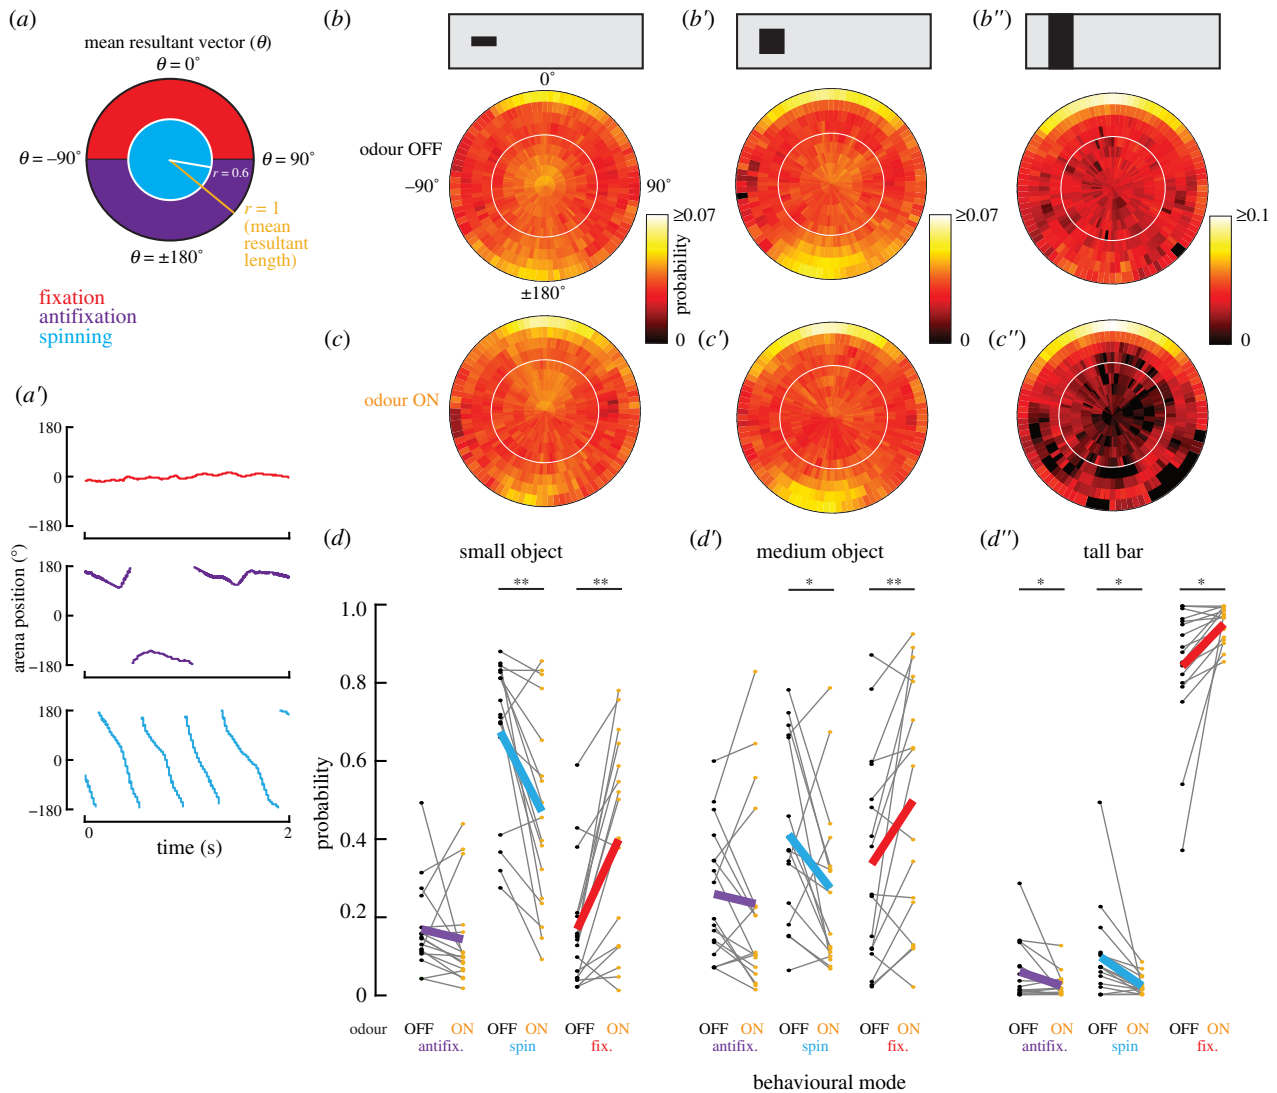 (a)
mean resultant vector (θ)
θ = 0°
θ = –90°
θ = 90°
r = 0.6
r = 1
(mean
resultant
length)
θ = ±180°
fixation
antifixation
spinning
(a′)
180
0
–180
180
0
–180
180
0
–180
arena position (°)
0
2
time (s)
(b)
(b′)
(b″)
0°
odour OFF
–90°
90°
±180°
≥0.07
probability
0
≥0.07
0
≥0.1
0
(c)
(c′)
(c″)
odour ON
(d)
(d′)
(d″)
small object
medium object
tall bar
** **
* **
* * *
1.0
0.8
0.6
0.4
0.2
0
probability
odour OFF ON OFF ON OFF ON
antifix. spin fix.
OFF ON OFF ON OFF ON
antifix. spin fix.
OFF ON OFF ON OFF ON
antifix. spin fix.
behavioural mode